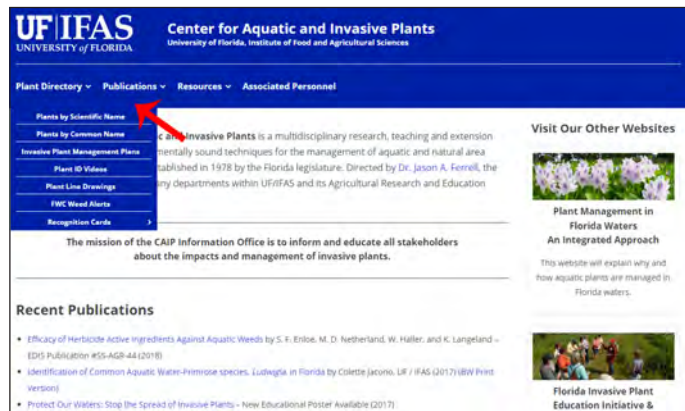 UF IFAS
UNIVERSITY of FLORIDA
Center for Aquatic and Invasive Plants
University of Florida, Institute of Food and Agricultural Sciences
Plant Directory Publications Resources Associated Personnel
Plants by Scientific Name
Plants by Common Name
Invasive Plant Management Plans
Plant ID Videos
Plant Line Drawings
FWC Weed Alerts
Recognition Cards
c and Invasive Plants is a multidisciplinary research, teaching and extension
mentally sound techniques for the management of aquatic and natural area
tablished in 1978 by the Florida legislature. Directed by Dr. Jason A. Ferrell, the
ny departments within UF/IFAS and its Agricultural Research and Education
The mission of the CAIP Information Office is to inform and educate all stakeholders
about the impacts and management of invasive plants.
Recent Publications
Efficacy of Herbicide Active Ingredients Against Aquatic Weeds by S. F. Enloe, M. D. Netherland, W. Haller, and K. Langeland –
EDIS Publication #SS-AGR-44 (2018)
Identification of Common Aquatic Water-Primrose species, Ludwigia, in Florida by Colette Jacono, UF / IFAS (2017) (BW Print
Version)
Protect Our Waters: Stop the Spread of Invasive Plants – New Educational Poster Available (2017)
Visit Our Other Websites
Plant Management in
Florida Waters
An Integrated Approach
This website will explain why and
how aquatic plants are managed in
Florida waters.
Florida Invasive Plant
Education Initiative &